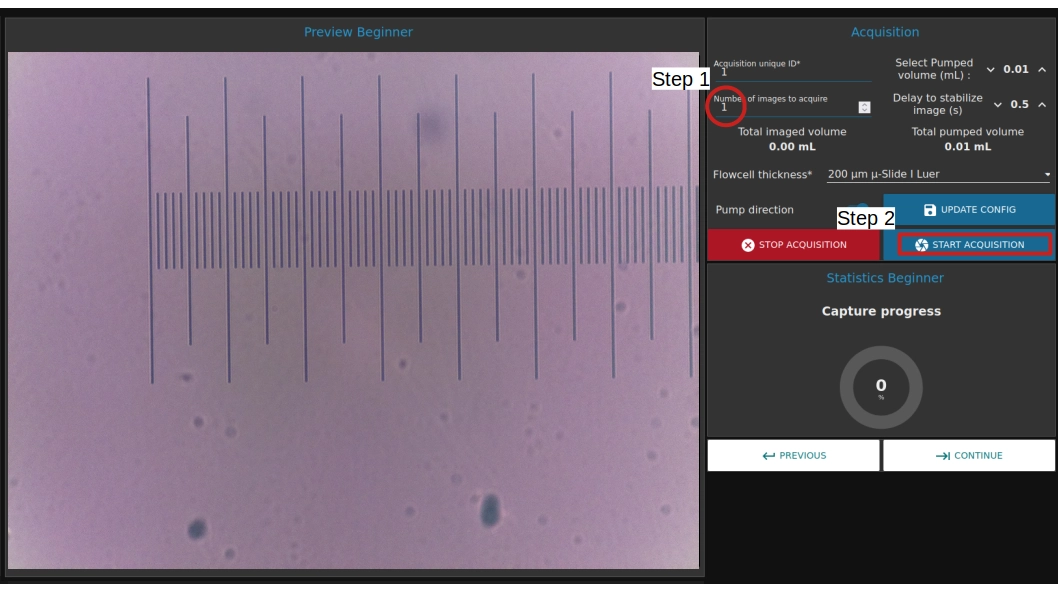 Preview Beginner
Acquisition
Step 1
Acquisition unique ID*
1
Select Pumped
volume (mL) :
0.01
Number of images to acquire
1
Delay to stabilize
image (s)
0.5
Total imaged volume
0.00 mL
Total pumped volume
0.01 mL
Flowcell thickness*
200 µm µ-Slide I Luer
Pump direction
Step 2
UPDATE CONFIG
STOP ACQUISITION
START ACQUISITION
Statistics Beginner
Capture progress
0
%
PREVIOUS
CONTINUE